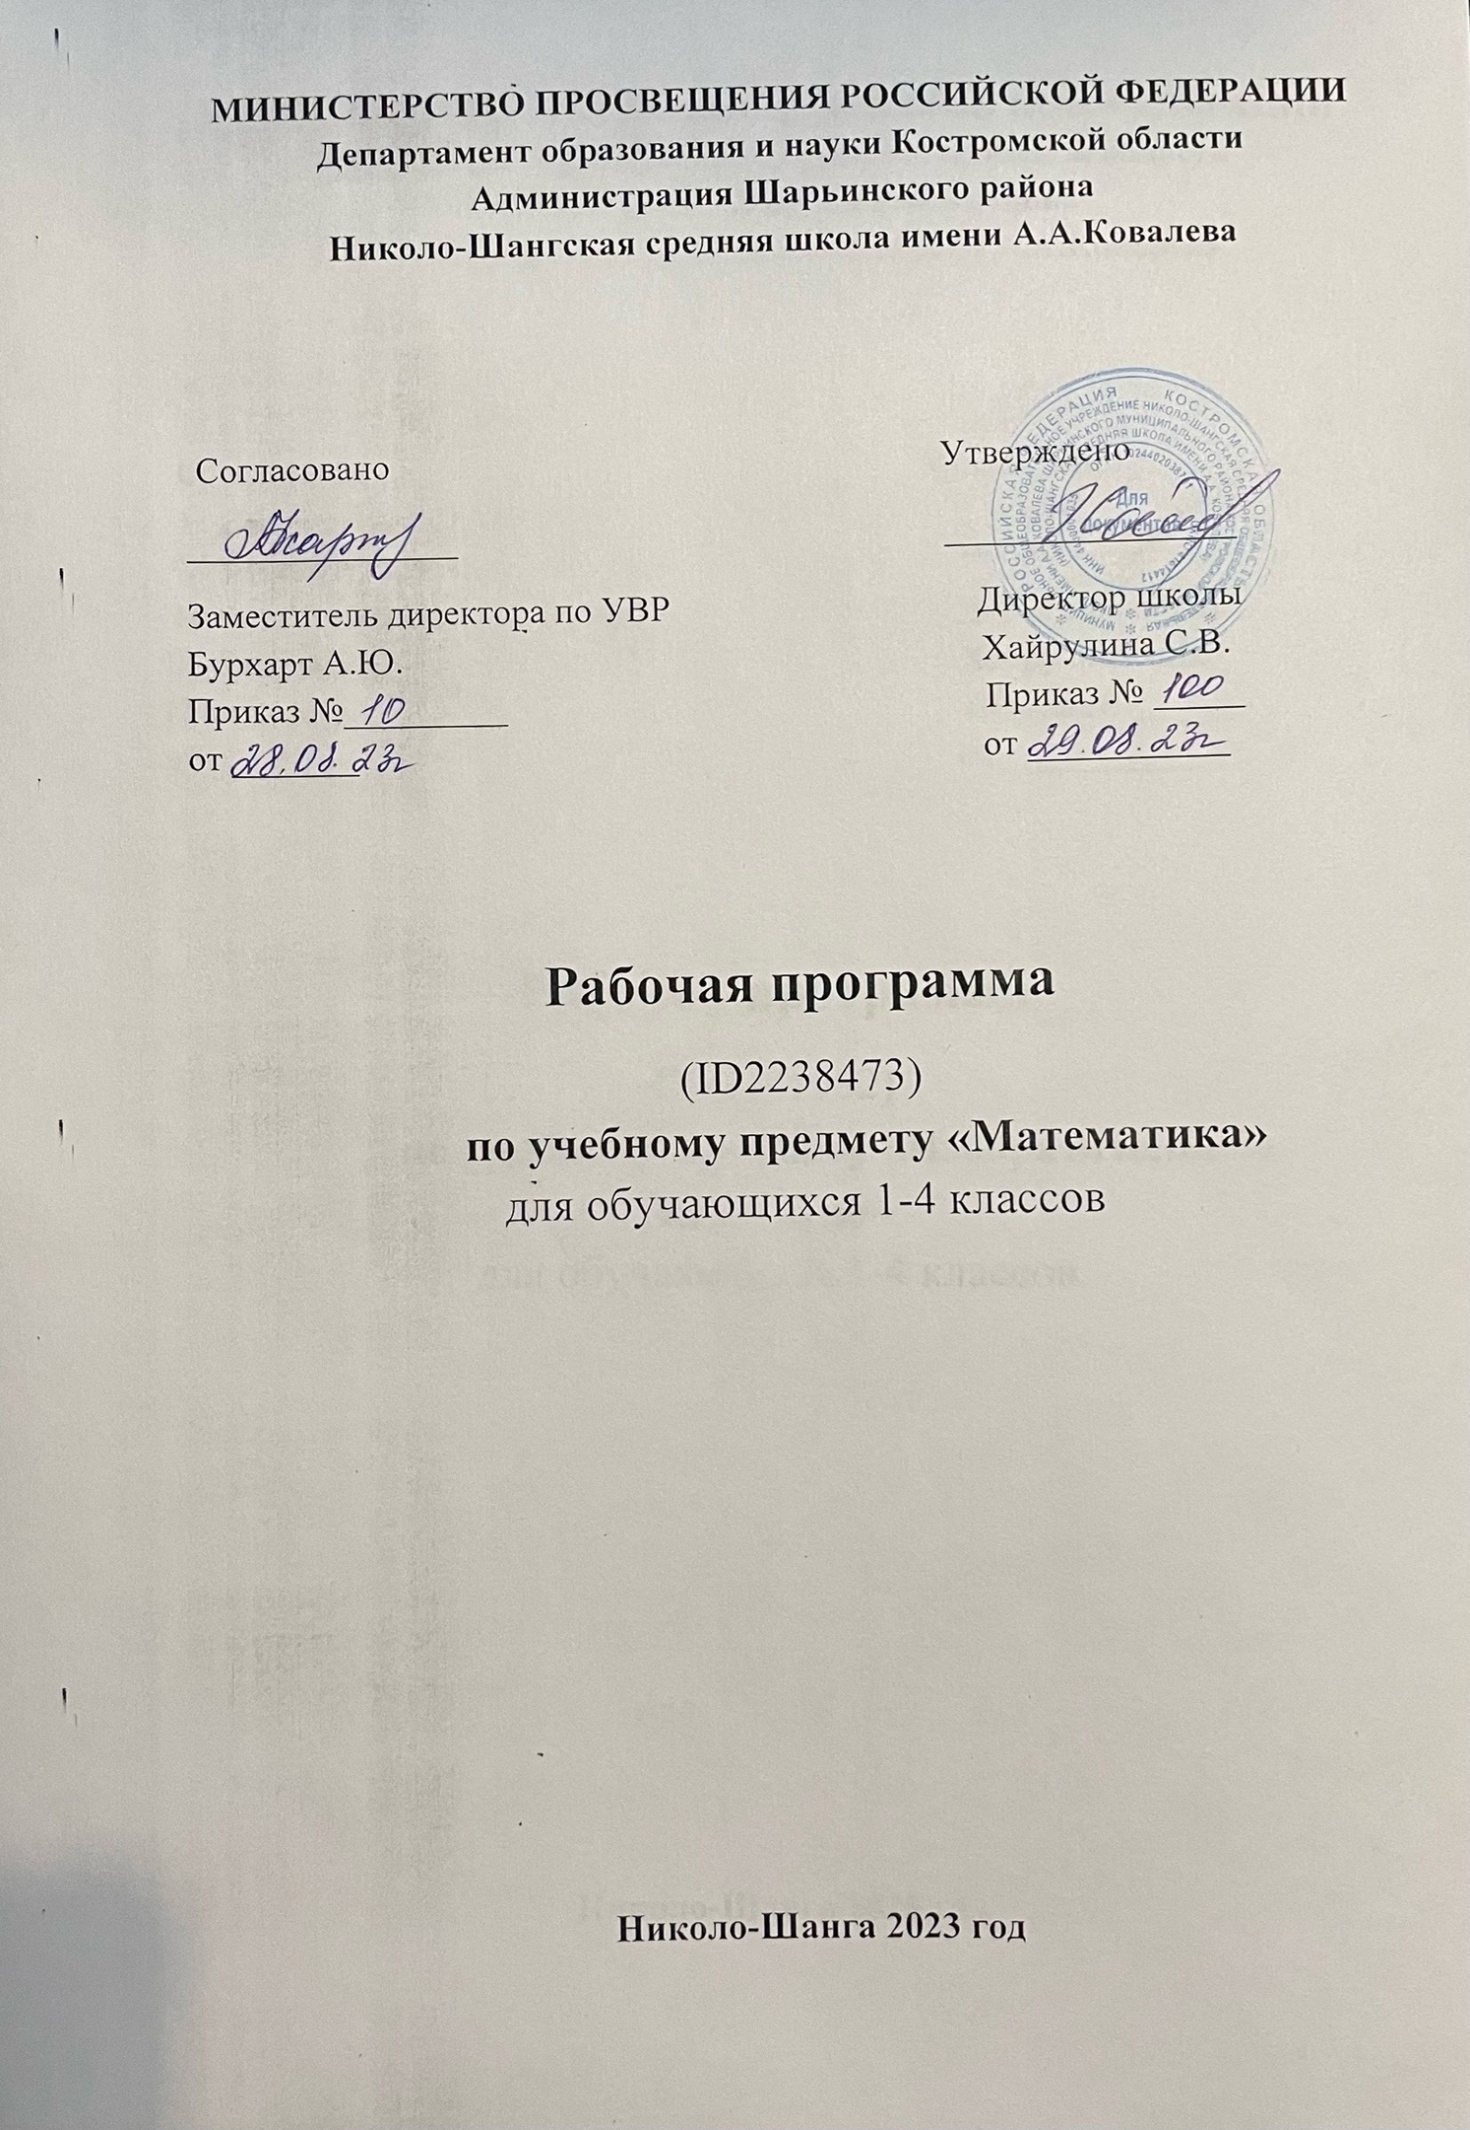 МИНИСТЕРСТВО ПРОСВЕЩЕНИЯ РОССИЙСКОЙ ФЕДЕРАЦИИ
Департамент образования и науки Костромской области
Администрация Шарьинского района
Николо-Шангская средняя школа имени А.А.Ковалева
Согласовано
Заместитель директора по УВР
Бурхарт А.Ю.
Приказ № 10
от 28.08.23г
Утверждено
Для
документов
Директор школы
Хайрулина С.В.
Приказ № 100
от 29.08.23г
Рабочая программа
(ID2238473)
по учебному предмету «Математика»
для обучающихся 1-4 классов
Николо-Шанга 2023 год